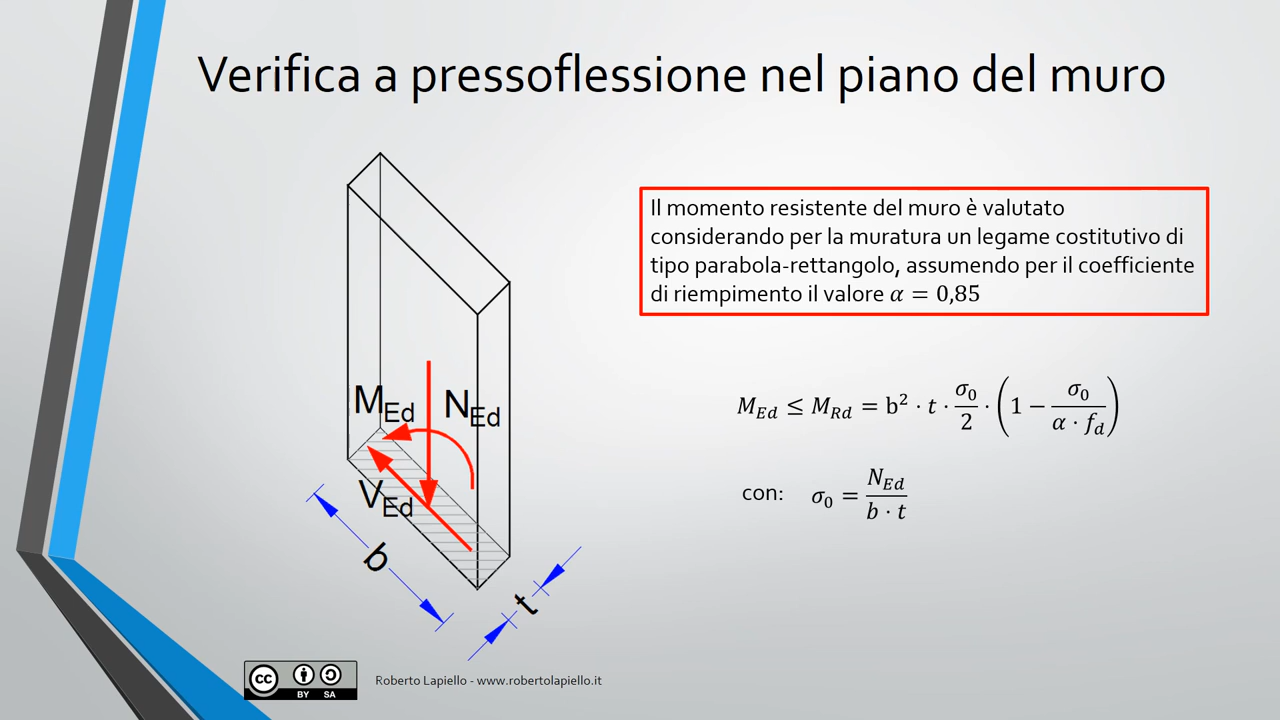 Verifica a pressoflessione nel piano del muro
Il momento resistente del muro è valutato
considerando per la muratura un legame costitutivo di
tipo parabola-rettangolo, assumendo per il coefficiente
di riempimento il valore α = 0,85
M_Ed ≤ M_Rd = b² · t · σ₀/2 · (1 − σ₀/(α · f_d))
con: σ₀ = N_Ed/(b · t)
M_Ed
N_Ed
V_Ed
b
t
cc BY SA
Roberto Lapiello - www.robertolapiello.it